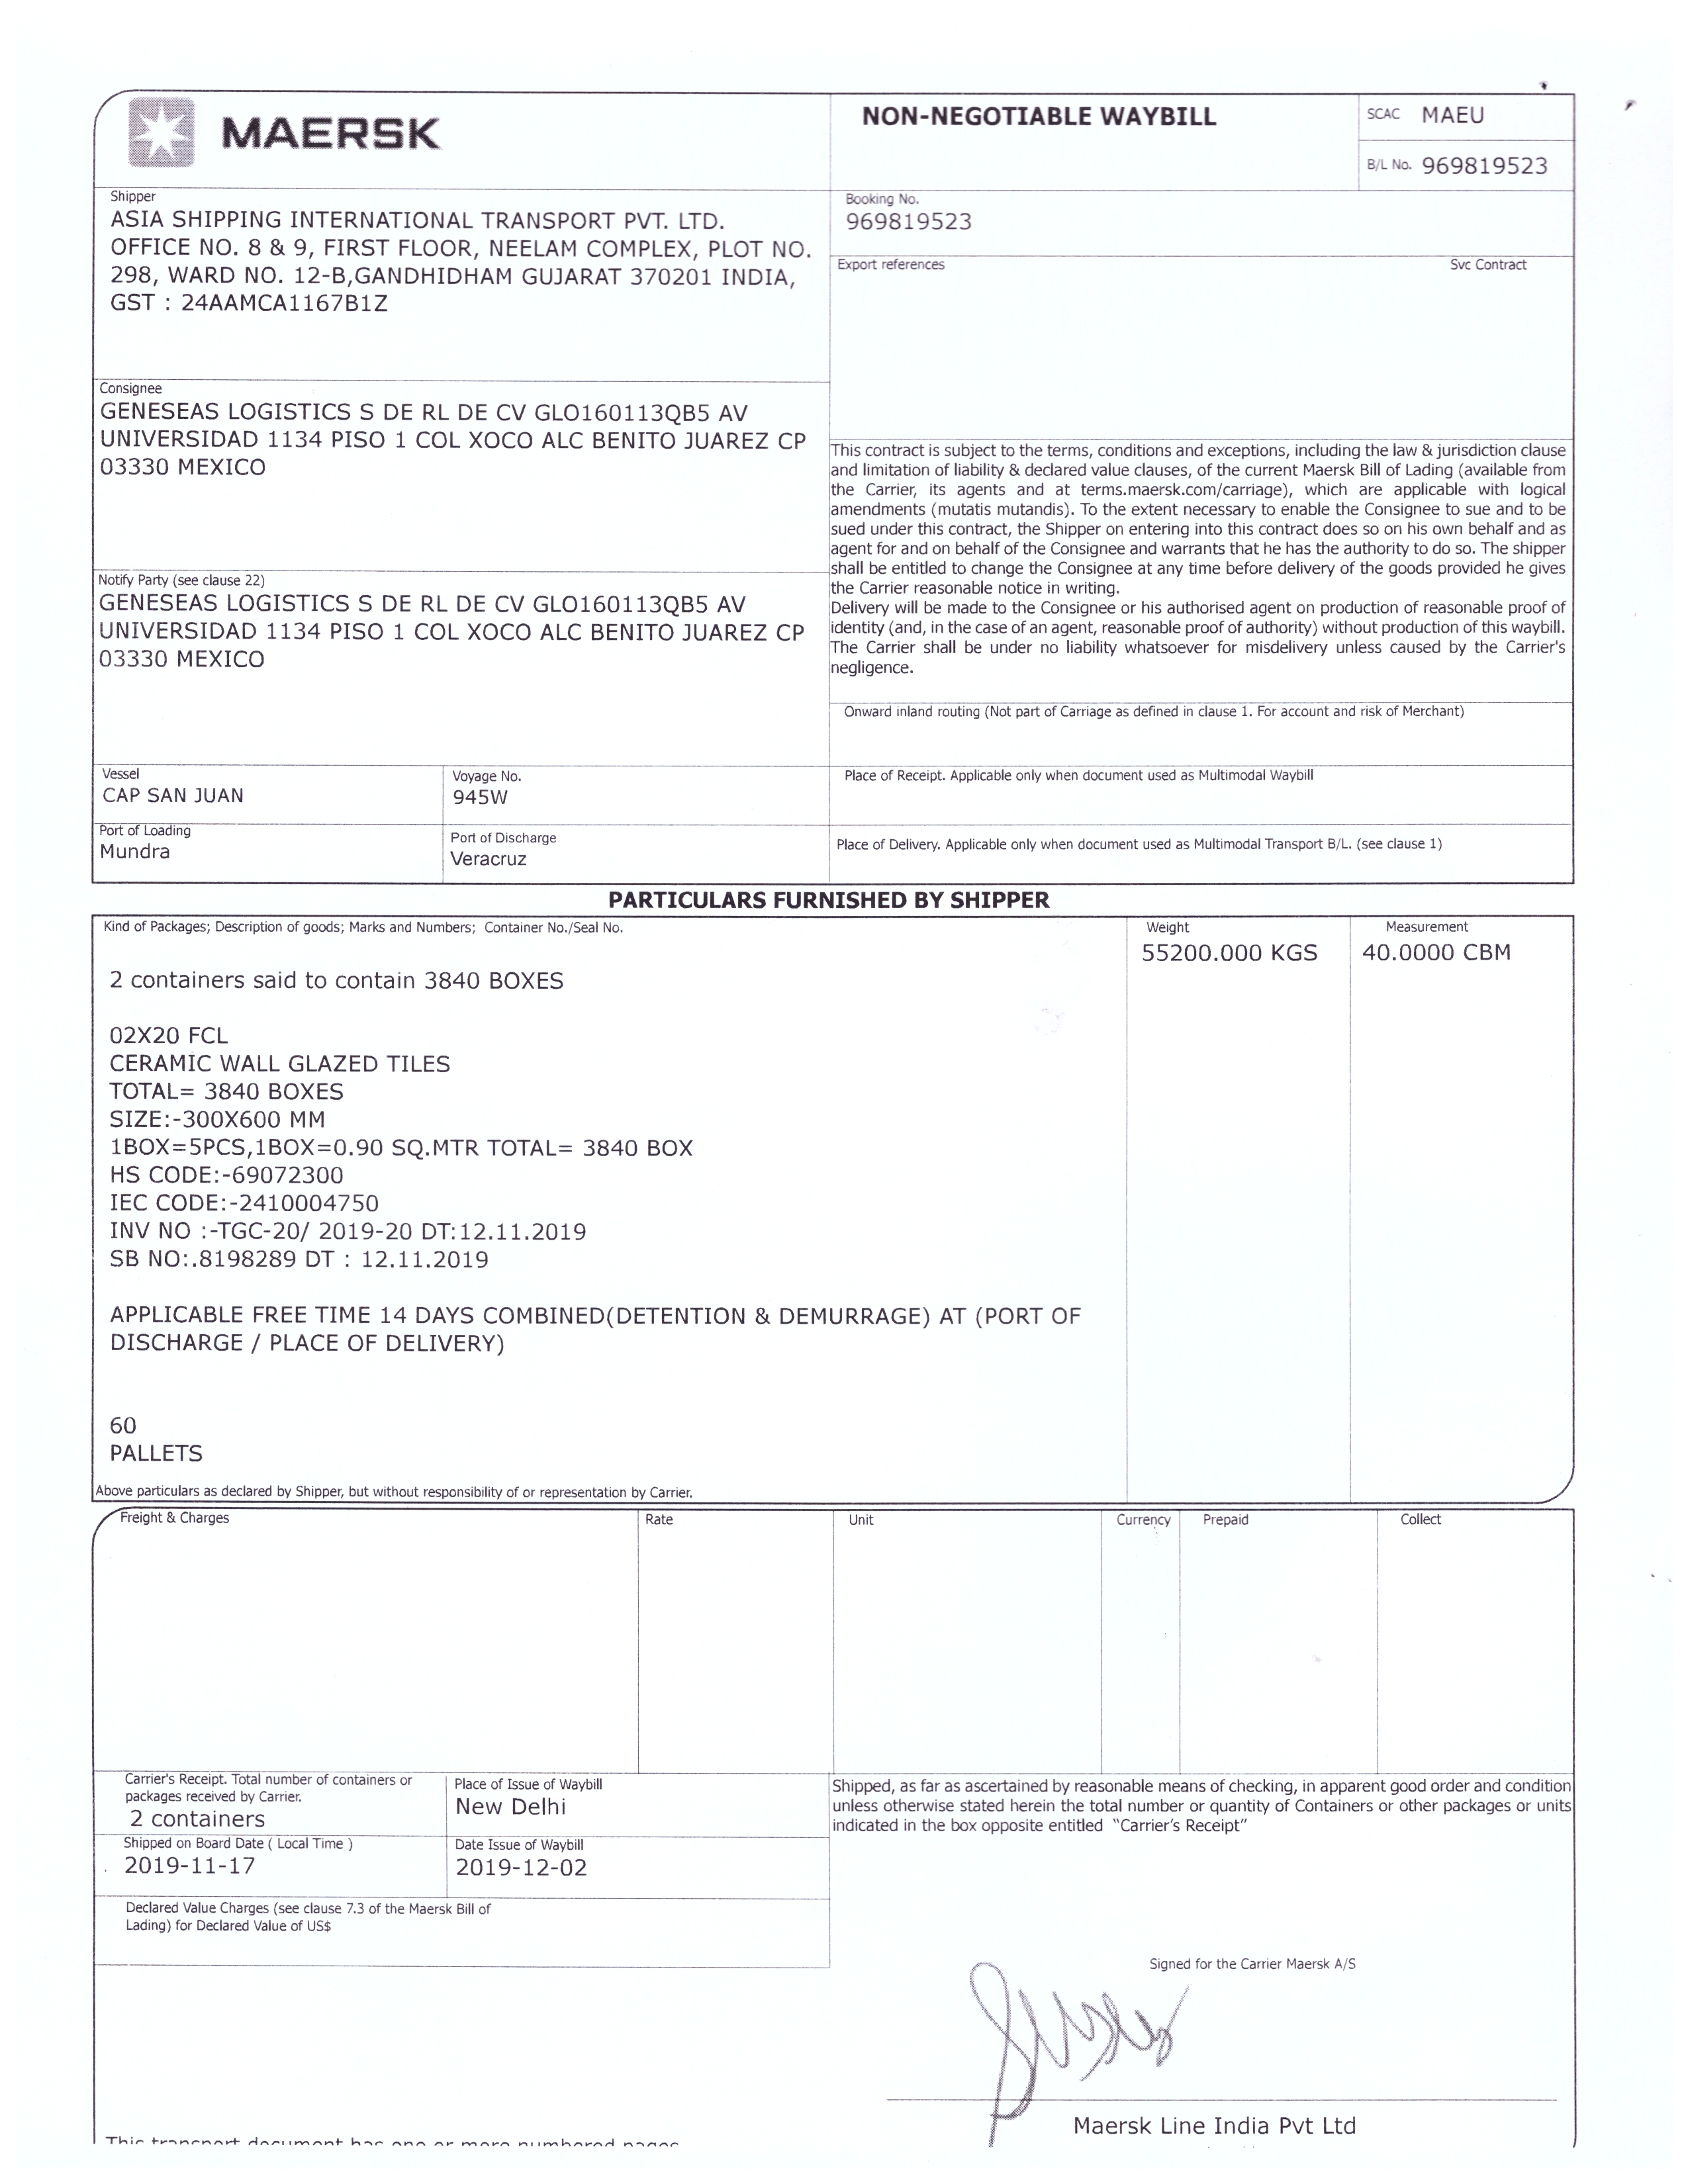 MAERSK
NON-NEGOTIABLE WAYBILL
SCAC MAEU
B/L No. 969819523
Shipper
ASIA SHIPPING INTERNATIONAL TRANSPORT PVT. LTD.
OFFICE NO. 8 & 9, FIRST FLOOR, NEELAM COMPLEX, PLOT NO.
298, WARD NO. 12-B,GANDHIDHAM GUJARAT 370201 INDIA,
GST : 24AAMCA1167B1Z
Booking No.
969819523
Export references
Svc Contract
Consignee
GENESEAS LOGISTICS S DE RL DE CV GLO160113QB5 AV
UNIVERSIDAD 1134 PISO 1 COL XOCO ALC BENITO JUAREZ CP
03330 MEXICO
This contract is subject to the terms, conditions and exceptions, including the law & jurisdiction clause
and limitation of liability & declared value clauses, of the current Maersk Bill of Lading (available from
the Carrier, its agents and at terms.maersk.com/carriage), which are applicable with logical
amendments (mutatis mutandis). To the extent necessary to enable the Consignee to sue and to be
sued under this contract, the Shipper on entering into this contract does so on his own behalf and as
agent for and on behalf of the Consignee and warrants that he has the authority to do so. The shipper
shall be entitled to change the Consignee at any time before delivery of the goods provided he gives
the Carrier reasonable notice in writing.
Delivery will be made to the Consignee or his authorised agent on production of reasonable proof of
identity (and, in the case of an agent, reasonable proof of authority) without production of this waybill.
The Carrier shall be under no liability whatsoever for misdelivery unless caused by the Carrier's
negligence.
Notify Party (see clause 22)
GENESEAS LOGISTICS S DE RL DE CV GLO160113QB5 AV
UNIVERSIDAD 1134 PISO 1 COL XOCO ALC BENITO JUAREZ CP
03330 MEXICO
Onward inland routing (Not part of Carriage as defined in clause 1. For account and risk of Merchant)
Vessel
CAP SAN JUAN
Voyage No.
945W
Place of Receipt. Applicable only when document used as Multimodal Waybill
Port of Loading
Mundra
Port of Discharge
Veracruz
Place of Delivery. Applicable only when document used as Multimodal Transport B/L. (see clause 1)
PARTICULARS FURNISHED BY SHIPPER
Kind of Packages; Description of goods; Marks and Numbers; Container No./Seal No.
Weight
55200.000 KGS
Measurement
40.0000 CBM
2 containers said to contain 3840 BOXES
02X20 FCL
CERAMIC WALL GLAZED TILES
TOTAL= 3840 BOXES
SIZE:-300X600 MM
1BOX=5PCS,1BOX=0.90 SQ.MTR TOTAL= 3840 BOX
HS CODE:-69072300
IEC CODE:-2410004750
INV NO :-TGC-20/ 2019-20 DT:12.11.2019
SB NO:.8198289 DT : 12.11.2019
APPLICABLE FREE TIME 14 DAYS COMBINED(DETENTION & DEMURRAGE) AT (PORT OF
DISCHARGE / PLACE OF DELIVERY)
60
PALLETS
Above particulars as declared by Shipper, but without responsibility of or representation by Carrier.
Freight & Charges
Rate
Unit
Currency
Prepaid
Collect
Carrier's Receipt. Total number of containers or
packages received by Carrier.
2 containers
Place of Issue of Waybill
New Delhi
Shipped, as far as ascertained by reasonable means of checking, in apparent good order and condition
unless otherwise stated herein the total number or quantity of Containers or other packages or units
indicated in the box opposite entitled "Carrier's Receipt"
Shipped on Board Date ( Local Time )
2019-11-17
Date Issue of Waybill
2019-12-02
Declared Value Charges (see clause 7.3 of the Maersk Bill of
Lading) for Declared Value of US$
Signed for the Carrier Maersk A/S
Maersk Line India Pvt Ltd
This transport document has one or more numbered pages